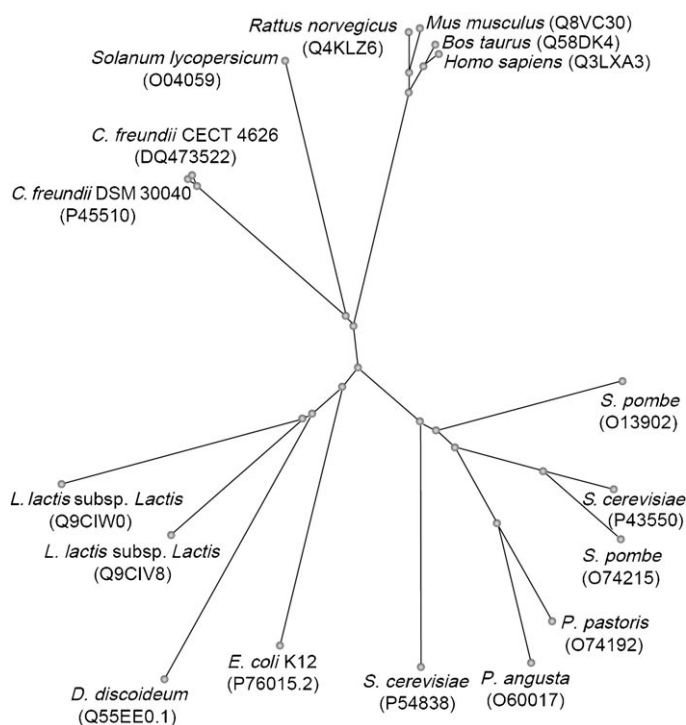 Rattus norvegicus
(Q4KLZ6)
Mus musculus (Q8VC30)
Bos taurus (Q58DK4)
Homo sapiens (Q3LXA3)
Solanum lycopersicum
(O04059)
C. freundii CECT 4626
(DQ473522)
C. freundii DSM 30040
(P45510)
S. pombe
(O13902)
L. lactis subsp. Lactis
(Q9CIW0)
S. cerevisiae
(P43550)
L. lactis subsp. Lactis
(Q9CIV8)
S. pombe
(O74215)
P. pastoris
(O74192)
E. coli K12
(P76015.2)
D. discoideum
(Q55EE0.1)
S. cerevisiae
(P54838)
P. angusta
(O60017)